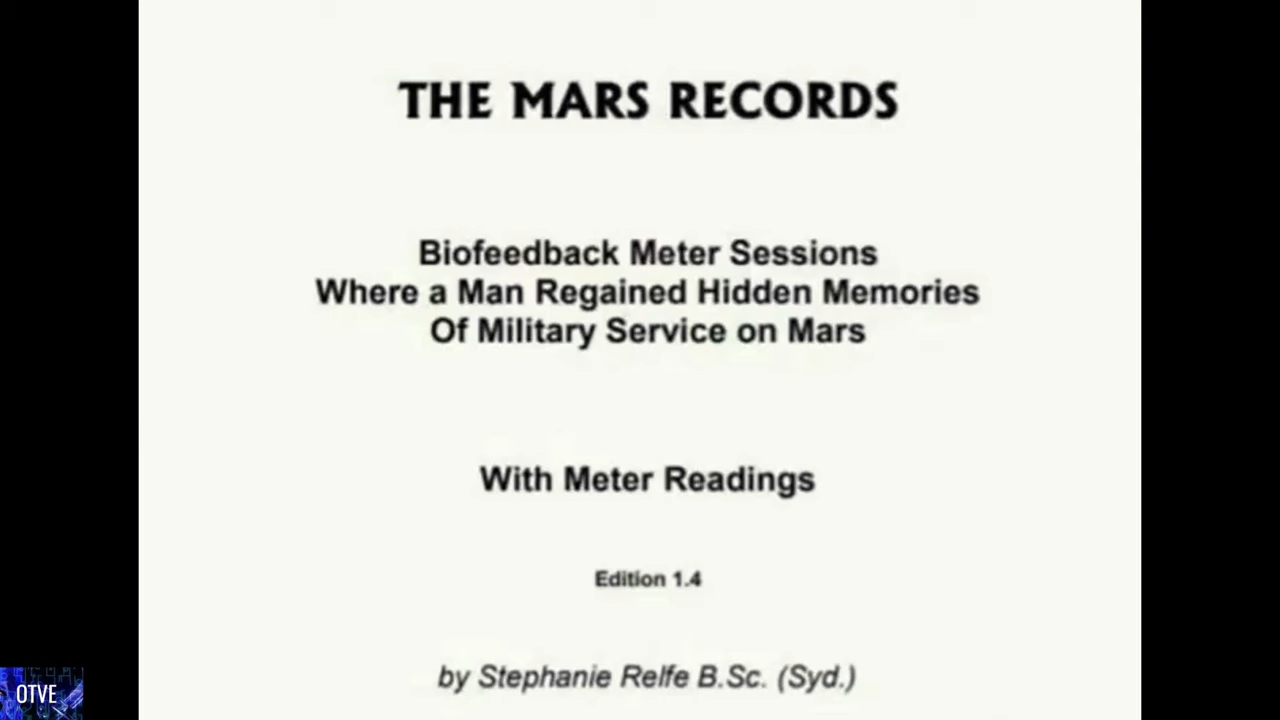 THE MARS RECORDS
Biofeedback Meter Sessions
Where a Man Regained Hidden Memories
Of Military Service on Mars
With Meter Readings
Edition 1.4
by Stephanie Relfe B.Sc. (Syd.)
OTVE